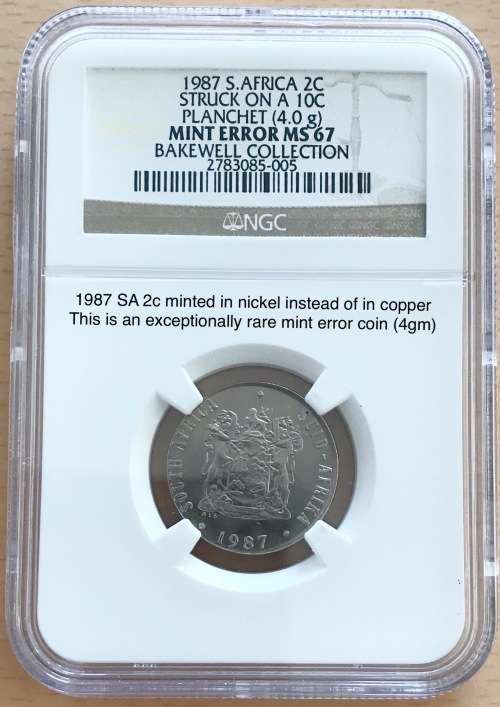 1987 S.AFRICA 2C
STRUCK ON A 10C
PLANCHET (4.0 g)
MINT ERROR MS 67
BAKEWELL COLLECTION
2783085-005
NGC
1987 SA 2c minted in nickel instead of in copper
This is an exceptionally rare mint error coin (4gm)
SOUTH AFRICA
SUID-AFRIKA
1987